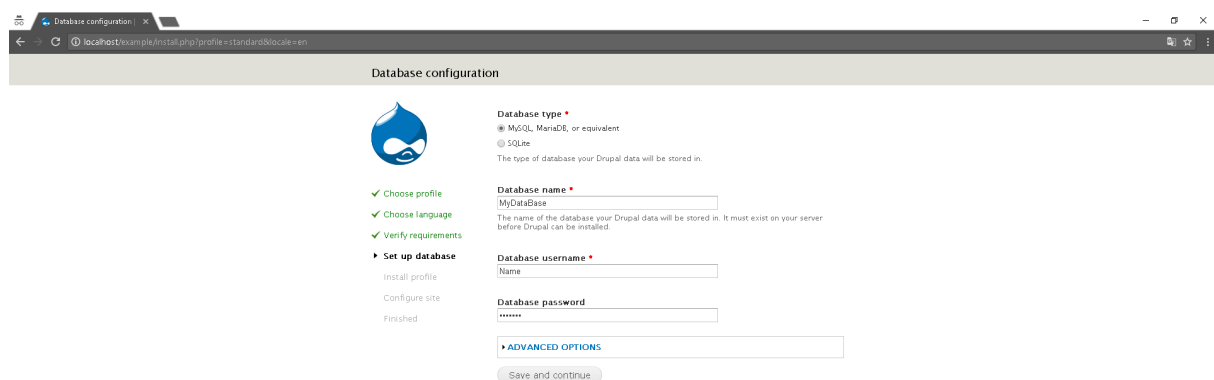 Database configuration |
localhost/example/install.php?profile=standard&locale=en
Database configuration
Database type *
MySQL, MariaDB, or equivalent
SQLite
The type of database your Drupal data will be stored in.
Choose profile
Choose language
Verify requirements
Set up database
Install profile
Configure site
Finished
Database name *
MyDataBase
The name of the database your Drupal data will be stored in. It must exist on your server
before Drupal can be installed.
Database username *
Name
Database password
•••••••
ADVANCED OPTIONS
Save and continue